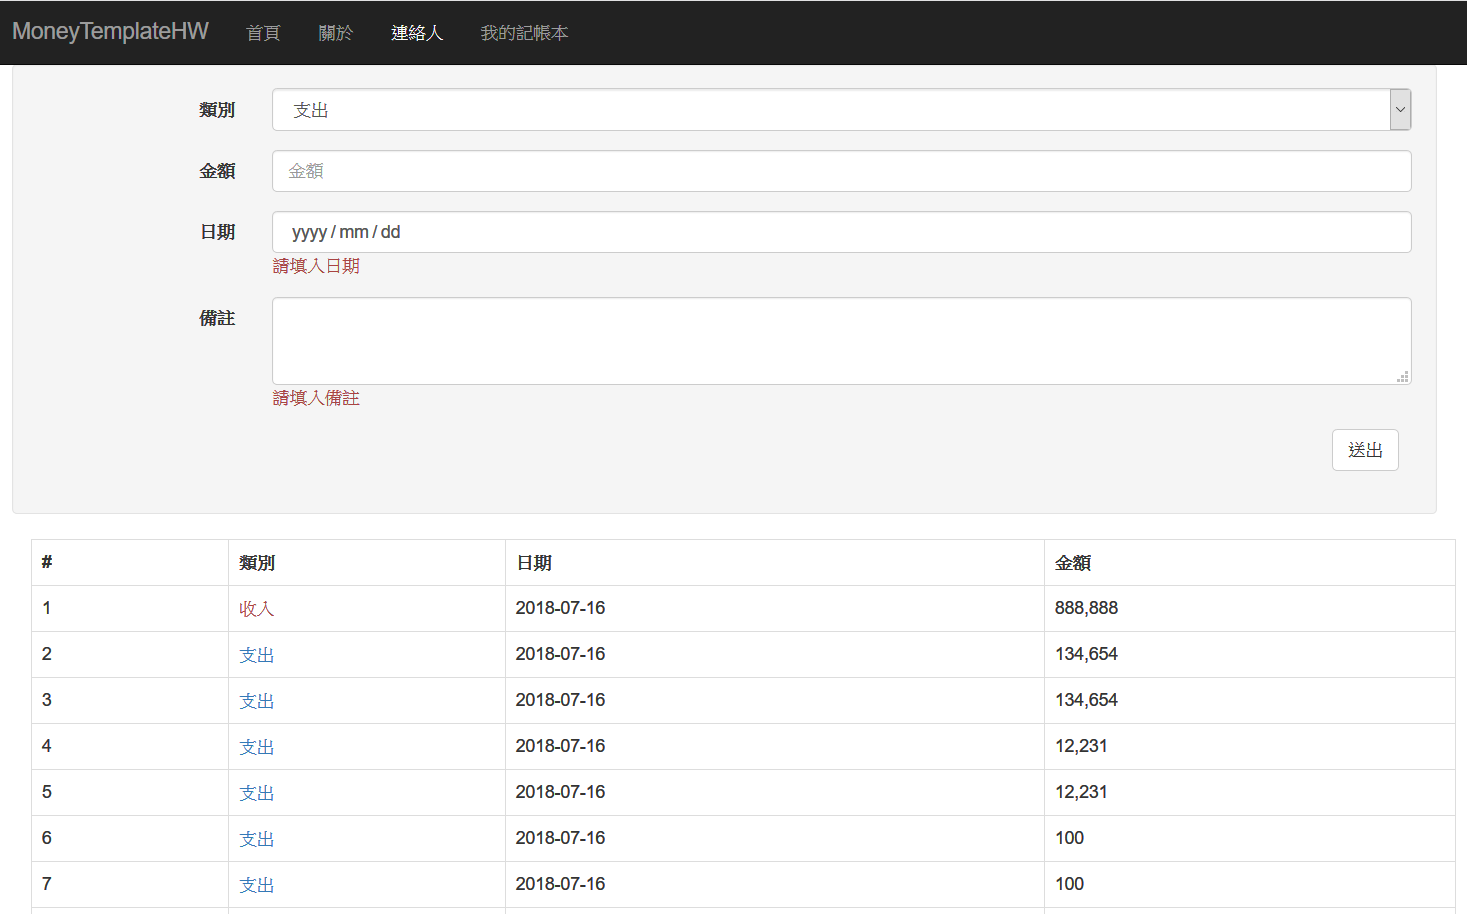 MoneyTemplateHW 首頁 關於 連絡人 我的記帳本
類別 支出
金額 金額
日期 yyyy / mm / dd
請填入日期
備註
請填入備註
送出
# 類別 日期 金額
1 收入 2018-07-16 888,888
2 支出 2018-07-16 134,654
3 支出 2018-07-16 134,654
4 支出 2018-07-16 12,231
5 支出 2018-07-16 12,231
6 支出 2018-07-16 100
7 支出 2018-07-16 100